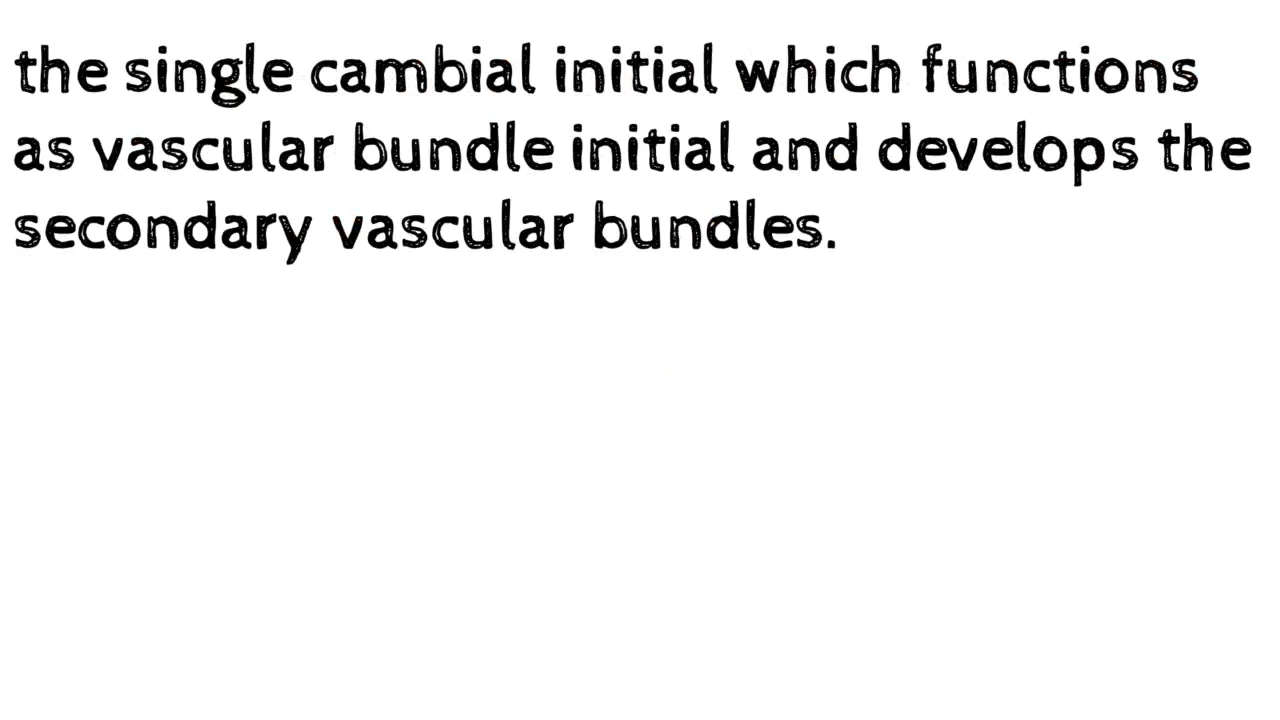 the single cambial initial which functions
as vascular bundle initial and develops the
secondary vascular bundles.